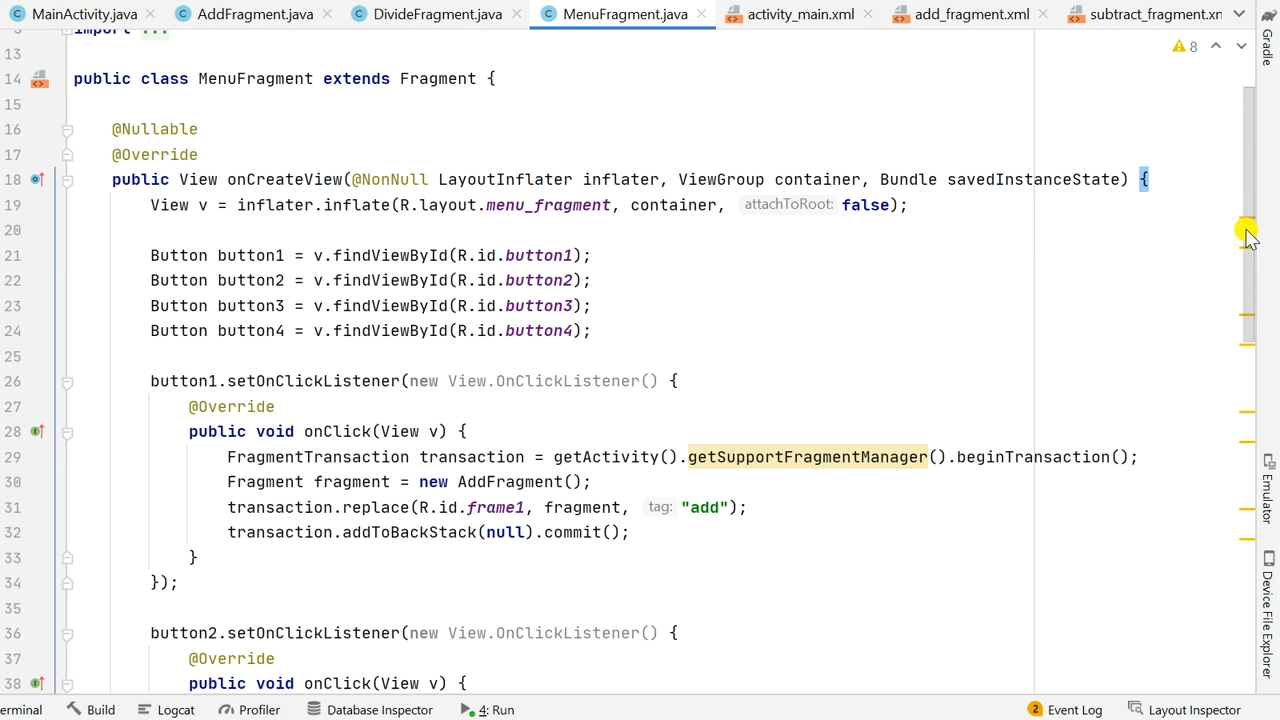 MainActivity.java AddFragment.java DivideFragment.java MenuFragment.java activity_main.xml add_fragment.xml subtract_fragment.xm
import ...
13
14 public class MenuFragment extends Fragment {
8
15
16 @Nullable
17 @Override
18 public View onCreateView(@NonNull LayoutInflater inflater, ViewGroup container, Bundle savedInstanceState) {
19 View v = inflater.inflate(R.layout.menu_fragment, container, attachToRoot: false);
20
21 Button button1 = v.findViewById(R.id.button1);
22 Button button2 = v.findViewById(R.id.button2);
23 Button button3 = v.findViewById(R.id.button3);
24 Button button4 = v.findViewById(R.id.button4);
25
26 button1.setOnClickListener(new View.OnClickListener() {
27 @Override
28 public void onClick(View v) {
29 FragmentTransaction transaction = getActivity().getSupportFragmentManager().beginTransaction();
30 Fragment fragment = new AddFragment();
31 transaction.replace(R.id.frame1, fragment, tag: "add");
32 transaction.addToBackStack(null).commit();
33 }
34 });
35
36 button2.setOnClickListener(new View.OnClickListener() {
37 @Override
38 public void onClick(View v) {
Gradle
Emulator
Device File Explorer
erminal Build Logcat Profiler Database Inspector 4: Run 2 Event Log Layout Inspector